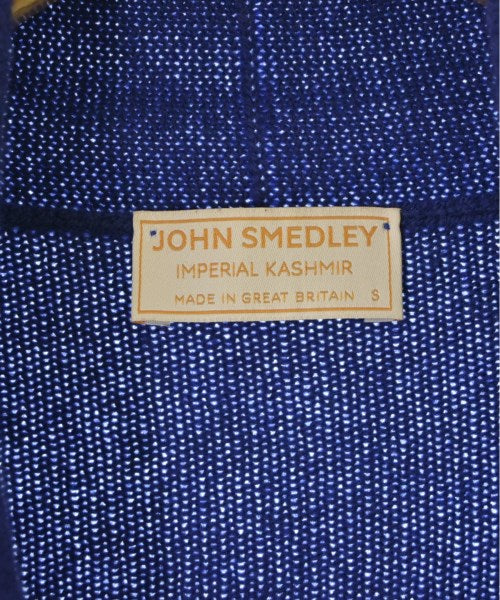 JOHN SMEDLEY
IMPERIAL KASHMIR
MADE IN GREAT BRITAIN S